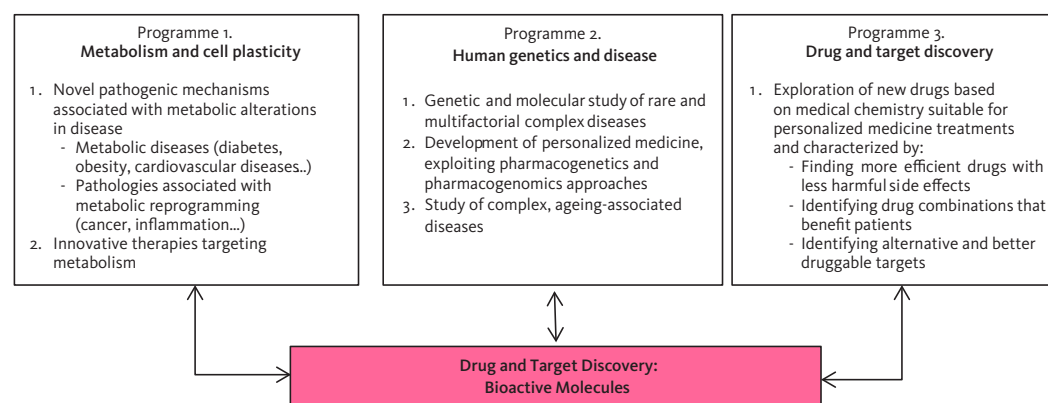 Programme 1.
Metabolism and cell plasticity
1. Novel pathogenic mechanisms
associated with metabolic alterations
in disease
- Metabolic diseases (diabetes,
obesity, cardiovascular diseases..)
- Pathologies associated with
metabolic reprogramming
(cancer, inflammation...)
2. Innovative therapies targeting
metabolism
Programme 2.
Human genetics and disease
1. Genetic and molecular study of rare and
multifactorial complex diseases
2. Development of personalized medicine,
exploiting pharmacogenetics and
pharmacogenomics approaches
3. Study of complex, ageing-associated
diseases
Programme 3.
Drug and target discovery
1. Exploration of new drugs based
on medical chemistry suitable for
personalized medicine treatments
and characterized by:
- Finding more efficient drugs with
less harmful side effects
- Identifying drug combinations that
benefit patients
- Identifying alternative and better
druggable targets
Drug and Target Discovery:
Bioactive Molecules